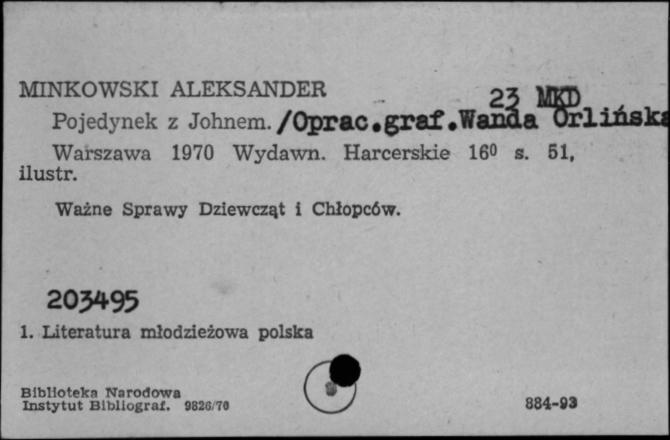 MINKOWSKI ALEKSANDER
23 MKD
Pojedynek z Johnem. /Oprac.graf.Wanda Orlińska
Warszawa 1970 Wydawn. Harcerskie 16⁰ s. 51,
ilustr.
Ważne Sprawy Dziewcząt i Chłopców.
203495
1. Literatura młodzieżowa polska
Biblioteka Narodowa
Instytut Bibliograf. 9826/70
884-93